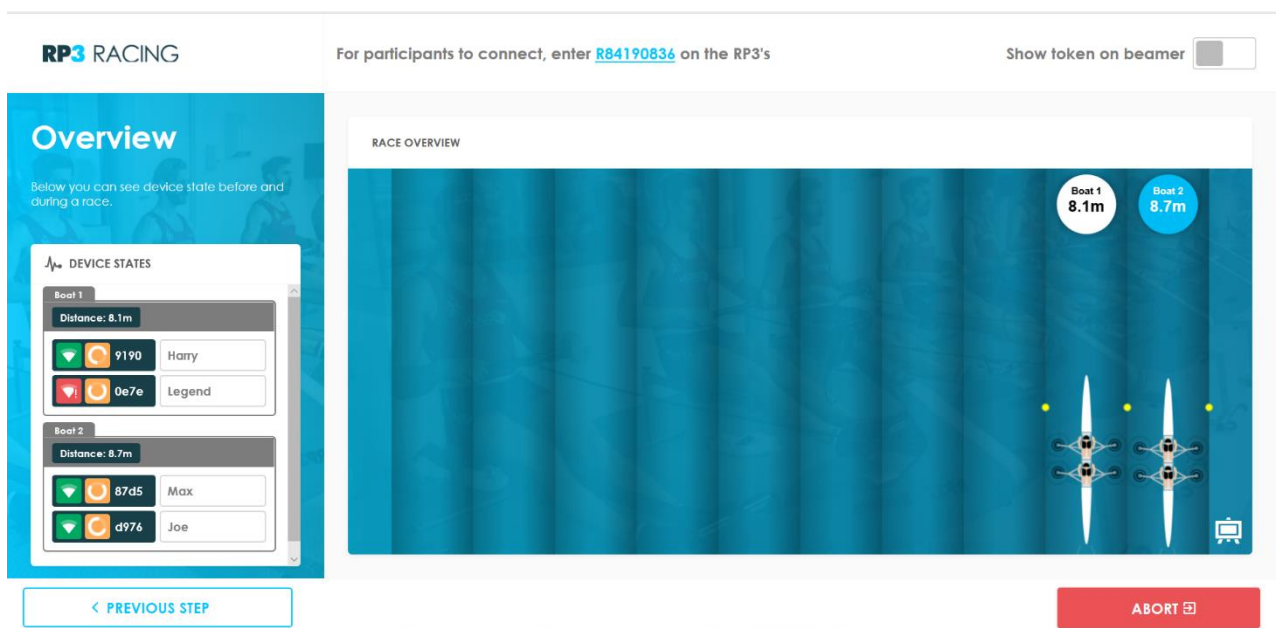 RP3 RACING
For participants to connect, enter R84190836 on the RP3's
Show token on beamer
Overview
Below you can see device state before and
during a race.
DEVICE STATES
Boat 1
Distance: 8.1m
9190 Harry
0e7e Legend
Boat 2
Distance: 8.7m
87d5 Max
d976 Joe
RACE OVERVIEW
Boat 1
8.1m
Boat 2
8.7m
< PREVIOUS STEP
ABORT